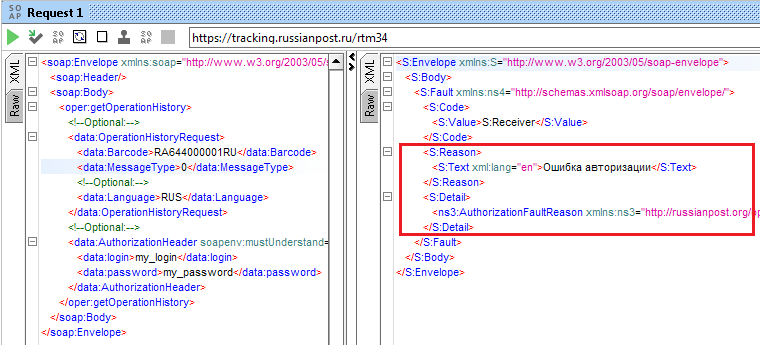 SO AP Request 1
SO AP
https://tracking.russianpost.ru/rtm34
XML
Raw
<soap:Envelope xmlns:soap="http://www.w3.org/2003/05/s
<soap:Header/>
<soap:Body>
<oper:getOperationHistory>
<!--Optional:-->
<data:OperationHistoryRequest>
<data:Barcode>RA644000001RU</data:Barcode>
<data:MessageType>0</data:MessageType>
<!--Optional:-->
<data:Language>RUS</data:Language>
</data:OperationHistoryRequest>
<!--Optional:-->
<data:AuthorizationHeader soapenv:mustUnderstand=
<data:login>my_login</data:login>
<data:password>my_password</data:password>
</data:AuthorizationHeader>
</oper:getOperationHistory>
</soap:Body>
</soap:Envelope>
XML
Raw
<S:Envelope xmlns:S="http://www.w3.org/2003/05/soap-envelope">
<S:Body>
<S:Fault xmlns:ns4="http://schemas.xmlsoap.org/soap/envelope/">
<S:Code>
<S:Value>S:Receiver</S:Value>
</S:Code>
<S:Reason>
<S:Text xml:lang="en">Ошибка авторизации</S:Text>
</S:Reason>
<S:Detail>
<ns3:AuthorizationFaultReason xmlns:ns3="http://russianpost.org/op
</S:Detail>
</S:Fault>
</S:Body>
</S:Envelope>